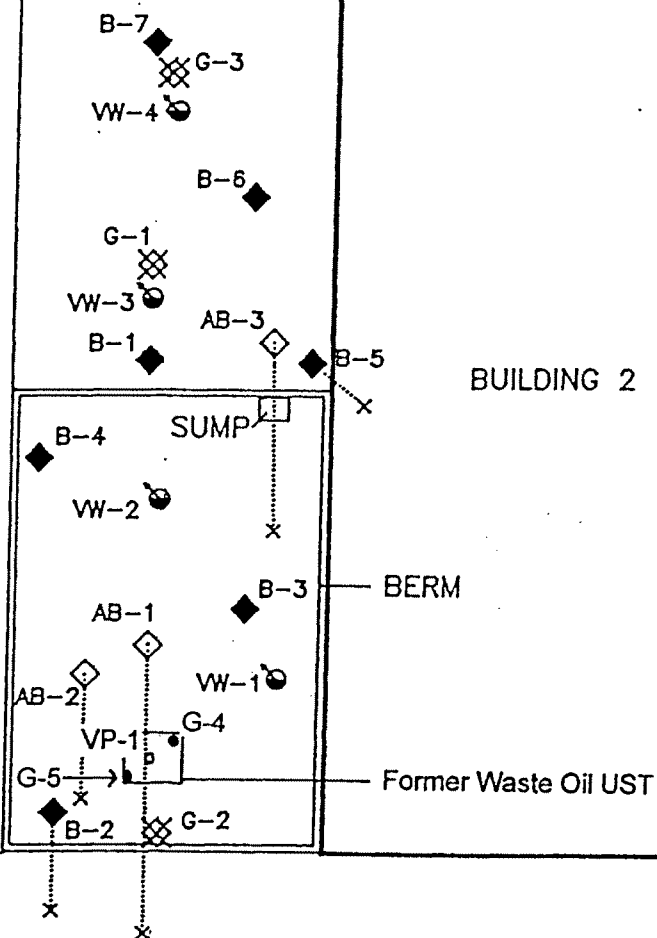 B-7
G-3
VW-4
B-6
G-1
VW-3
AB-3
B-1
B-5
BUILDING 2
SUMP
B-4
VW-2
B-3
BERM
AB-1
AB-2
VW-1
G-4
VP-1
G-5
Former Waste Oil UST
B-2
G-2